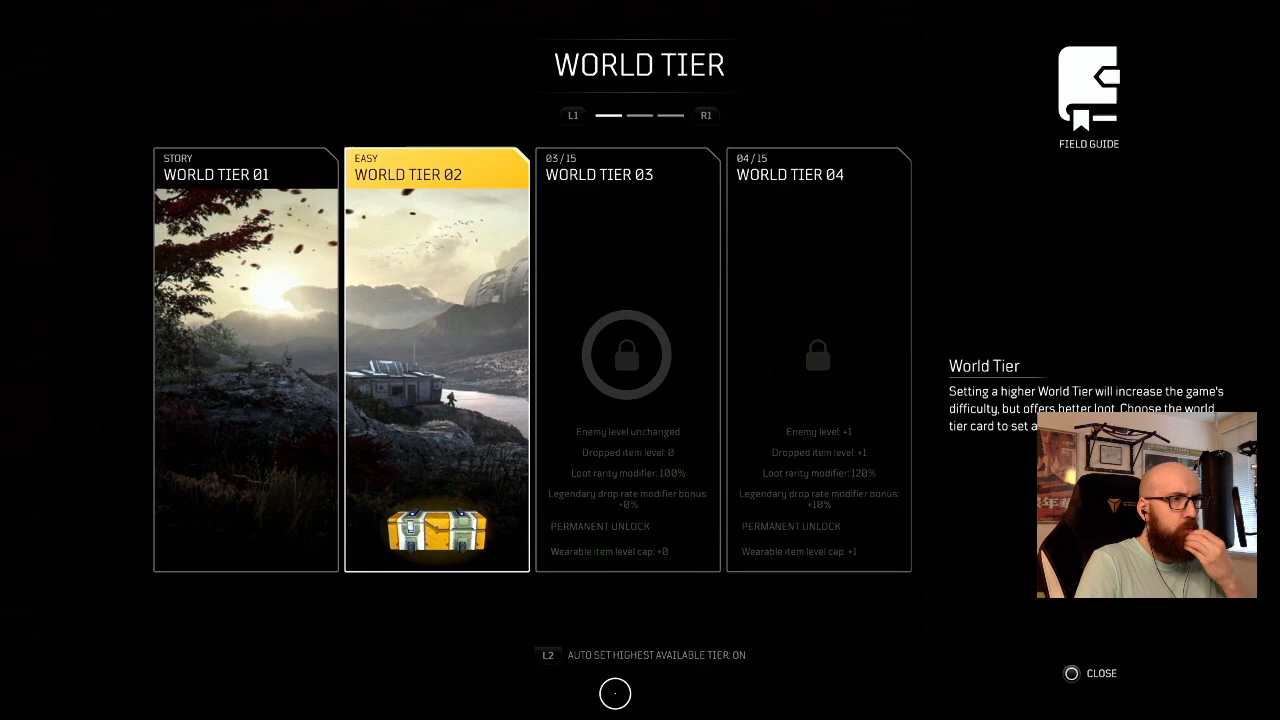 WORLD TIER
L1
R1
FIELD GUIDE
STORY
WORLD TIER 01
EASY
WORLD TIER 02
03/15
WORLD TIER 03
Enemy level unchanged
Dropped item level: 0
Loot rarity modifier: 100%
Legendary drop rate modifier bonus:
+0%
PERMANENT UNLOCK
Wearable item level cap: +0
04/15
WORLD TIER 04
Enemy level: +1
Dropped item level: +1
Loot rarity modifier: 120%
Legendary drop rate modifier bonus:
+10%
PERMANENT UNLOCK
Wearable item level cap: +1
World Tier
Setting a higher World Tier will increase the game's
difficulty, but offers better loot. Choose the world
tier card to set a
L2 AUTO SET HIGHEST AVAILABLE TIER: ON
CLOSE